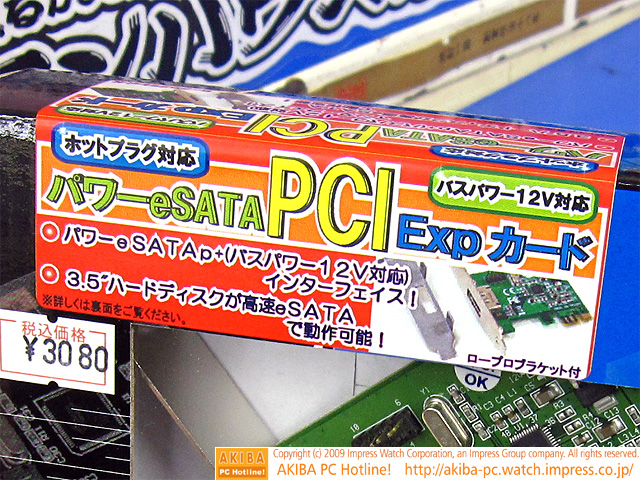 ホットプラグ対応
バスパワー12V対応
パワーeSATA PCI Exp カード
◎ パワーeSATAp+(バスパワー12V対応)
インターフェイス！
◎ 3.5"ハードディスクが高速eSATA
で動作可能！
※詳しくは裏面をご覧ください。
ロープロブラケット付
税込価格
¥3080
OK
Y1
AKIBA
PC Hotline!
Copyright (c) 2009 Impress Watch Corporation, an Impress Group company. All rights reserved.
AKIBA PC Hotline! http://akiba-pc.watch.impress.co.jp/